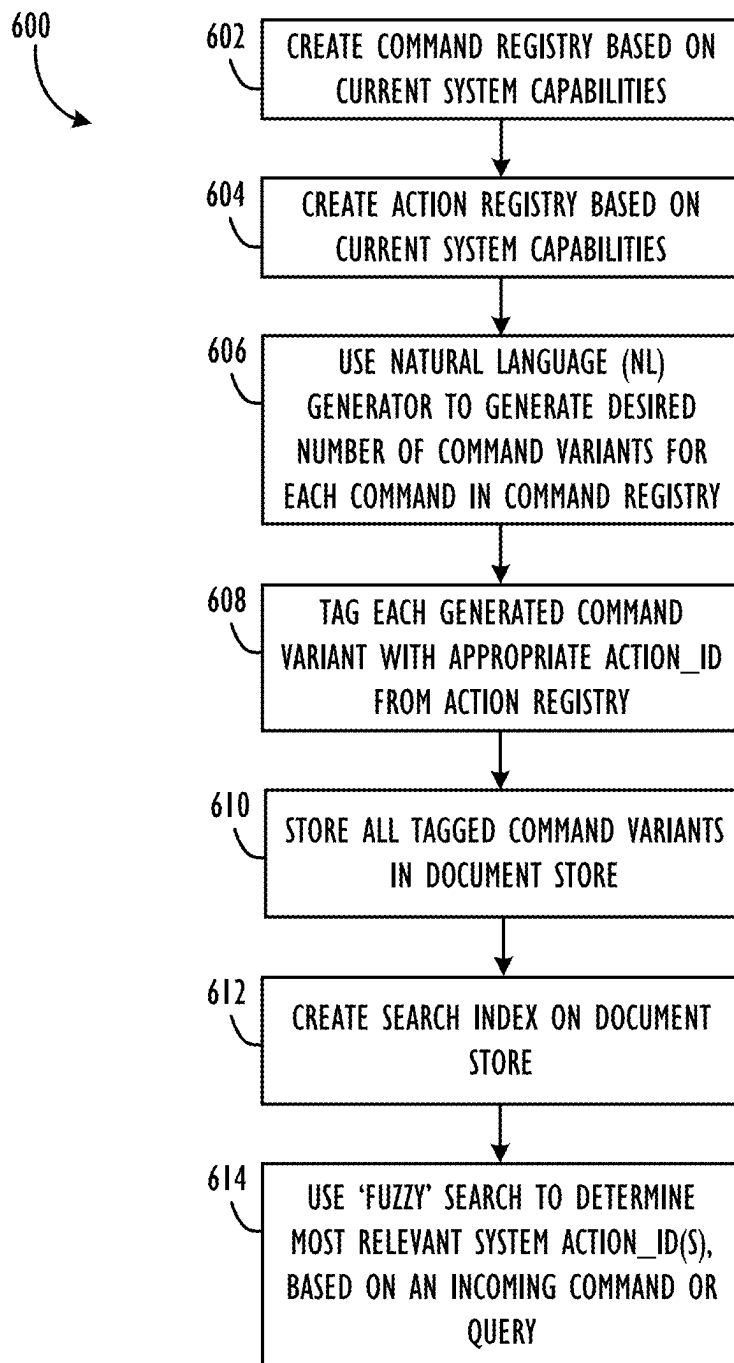 600
602
CREATE COMMAND REGISTRY BASED ON
CURRENT SYSTEM CAPABILITIES
604
CREATE ACTION REGISTRY BASED ON
CURRENT SYSTEM CAPABILITIES
606
USE NATURAL LANGUAGE (NL)
GENERATOR TO GENERATE DESIRED
NUMBER OF COMMAND VARIANTS FOR
EACH COMMAND IN COMMAND REGISTRY
608
TAG EACH GENERATED COMMAND
VARIANT WITH APPROPRIATE ACTION_ID
FROM ACTION REGISTRY
610
STORE ALL TAGGED COMMAND VARIANTS
IN DOCUMENT STORE
612
CREATE SEARCH INDEX ON DOCUMENT
STORE
614
USE ‘FUZZY’ SEARCH TO DETERMINE
MOST RELEVANT SYSTEM ACTION_ID(S),
BASED ON AN INCOMING COMMAND OR
QUERY